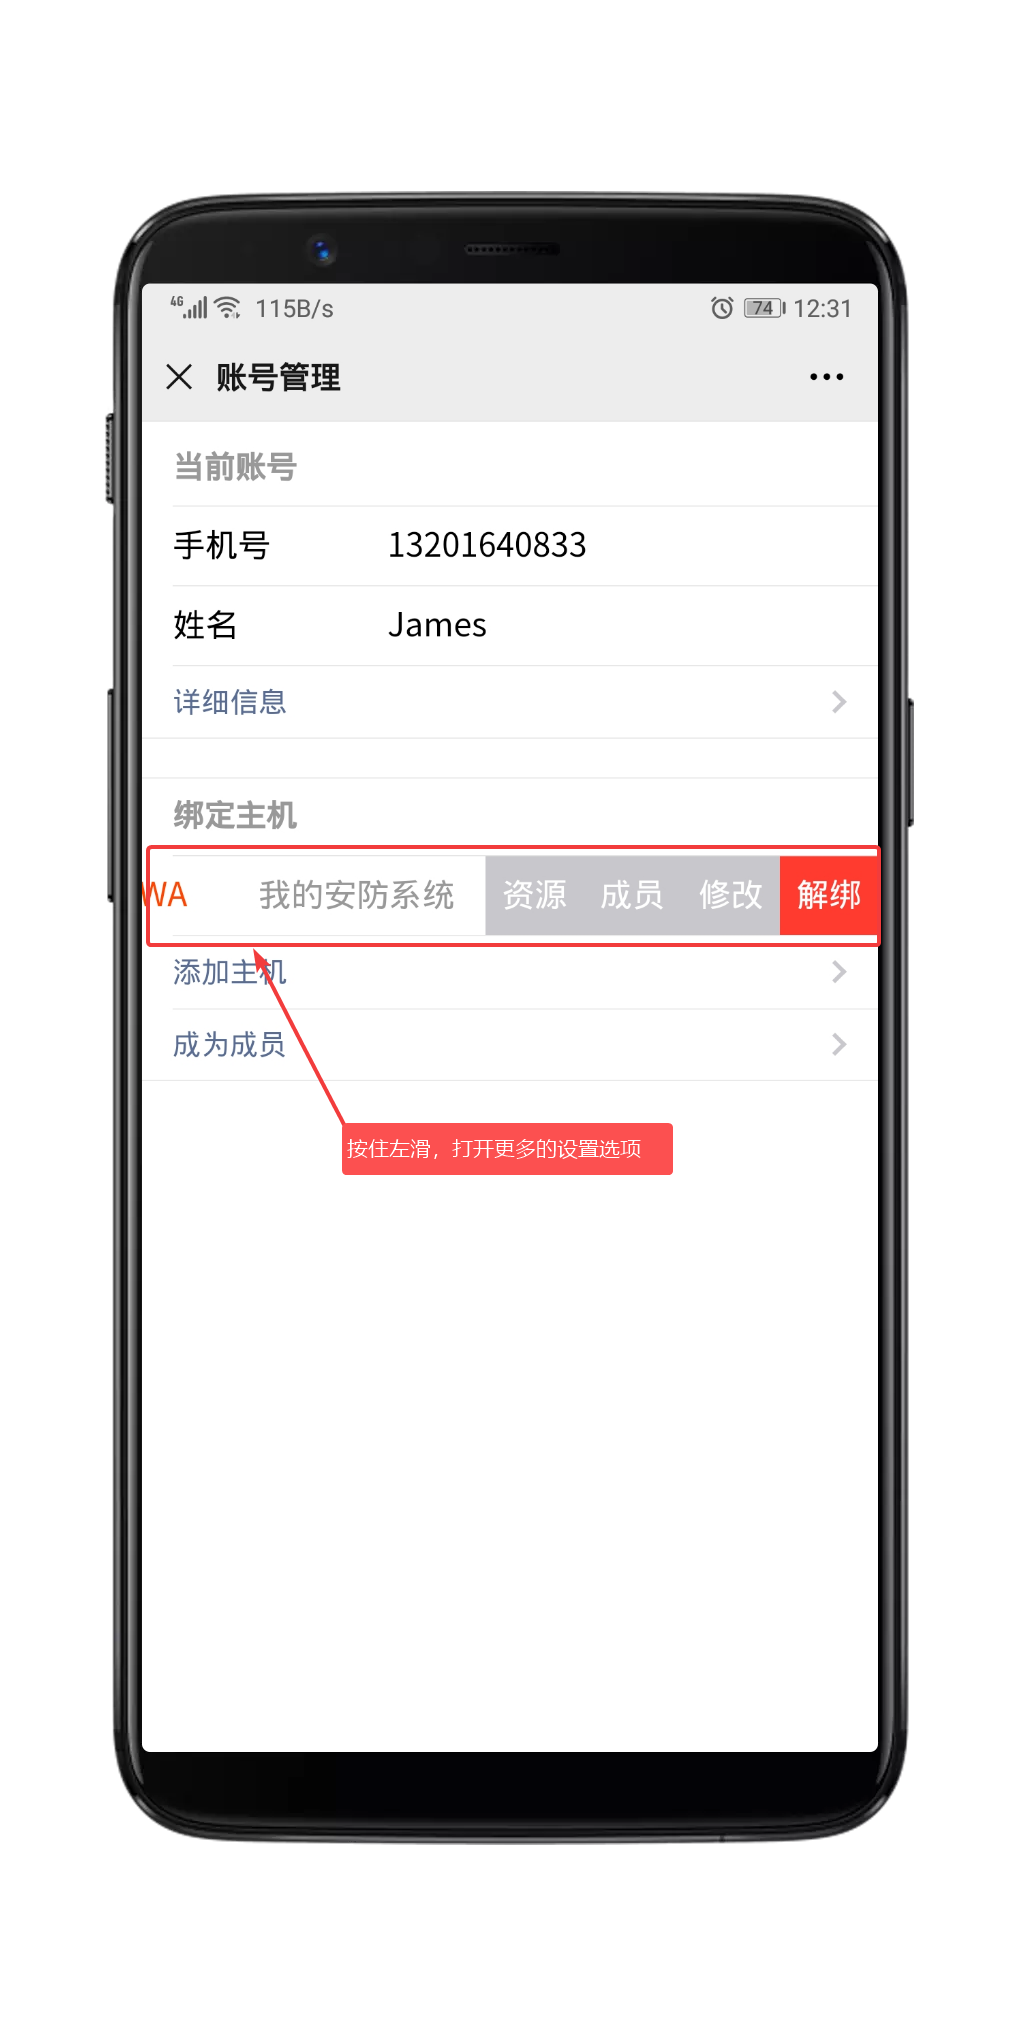 4G 115B/s 74 12:31
账号管理
当前账号
手机号 13201640833
姓名 James
详细信息
绑定主机
WA 我的安防系统 资源 成员 修改 解绑
添加主机
成为成员
按住左滑，打开更多的设置选项